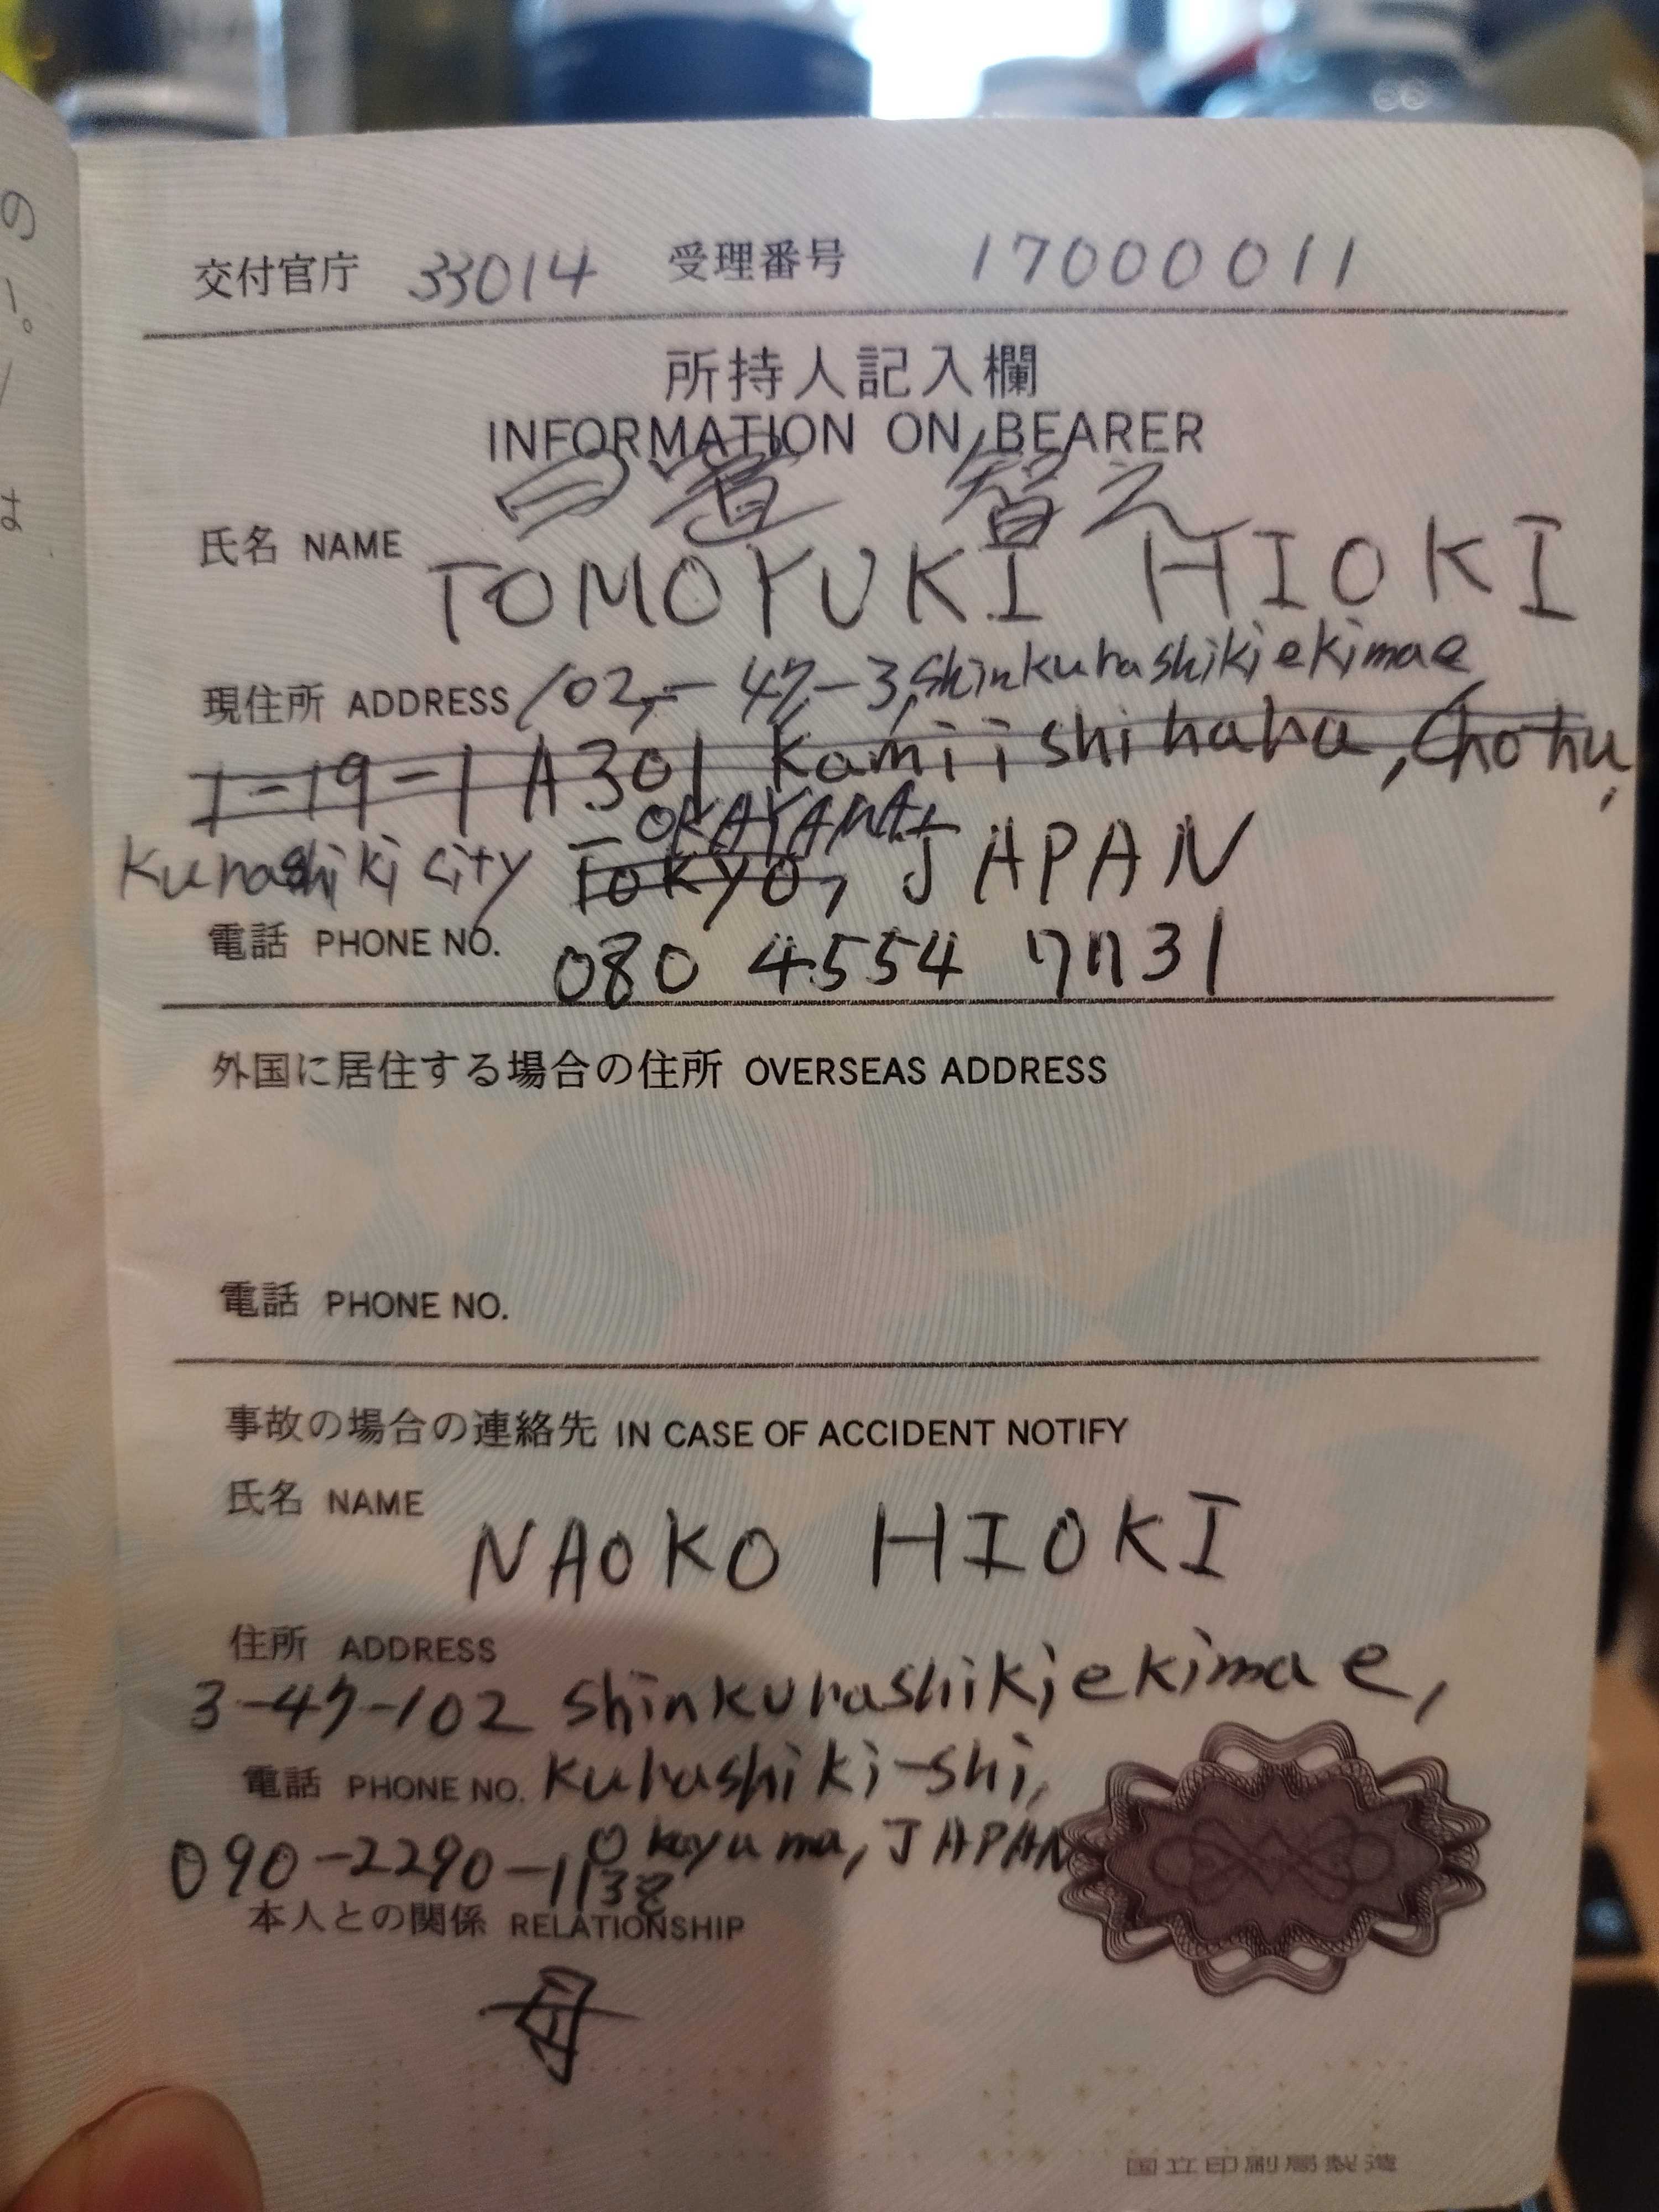 の
い。
は
交付官庁 33014 受理番号 17000011
所持人記入欄
INFORMATION ON BEARER
日置 智之
氏名 NAME TOMOYUKI HIOKI
現住所 ADDRESS 102,-47-3, Shinkurashikiekimae
1-19-1 A301 Kamiishihara, Chohu,
OKAYAMA,
Kurashiki city Tokyo, JAPAN
電話 PHONE NO. 080 4554 7731
外国に居住する場合の住所 OVERSEAS ADDRESS
電話 PHONE NO.
事故の場合の連絡先 IN CASE OF ACCIDENT NOTIFY
氏名 NAME
NAOKO HIOKI
住所 ADDRESS
3-47-102 Shinkurashikiekimae,
電話 PHONE NO. Kurashiki-shi,
Okayama, JAPAN
090-2290-1138
本人との関係 RELATIONSHIP
母
国立印刷局製造